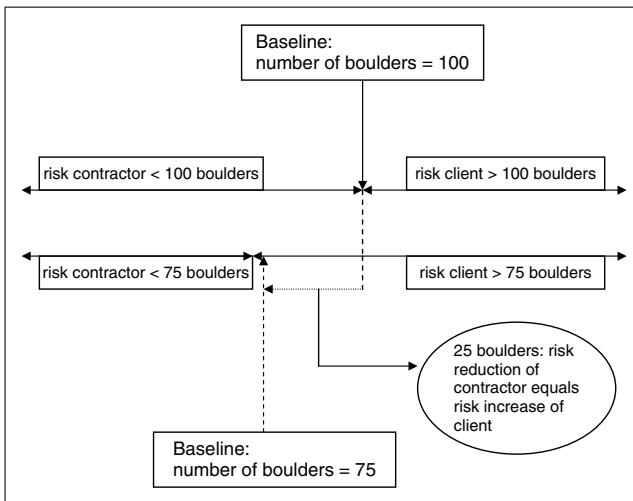 Baseline:
number of boulders = 100
risk contractor < 100 boulders
risk client > 100 boulders
risk contractor < 75 boulders
risk client > 75 boulders
25 boulders: risk
reduction of
contractor equals
risk increase of
client
Baseline:
number of boulders = 75